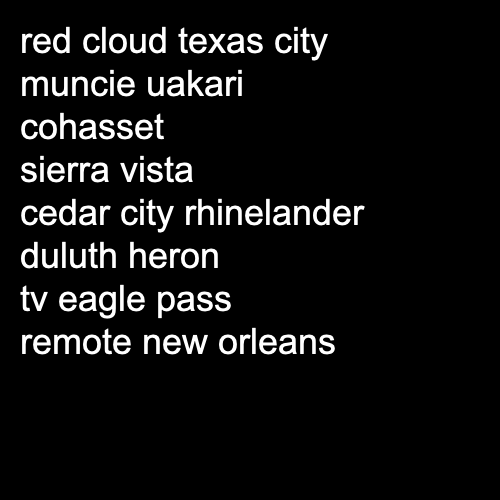 red cloud texas city
muncie uakari
cohasset
sierra vista
cedar city rhinelander
duluth heron
tv eagle pass
remote new orleans